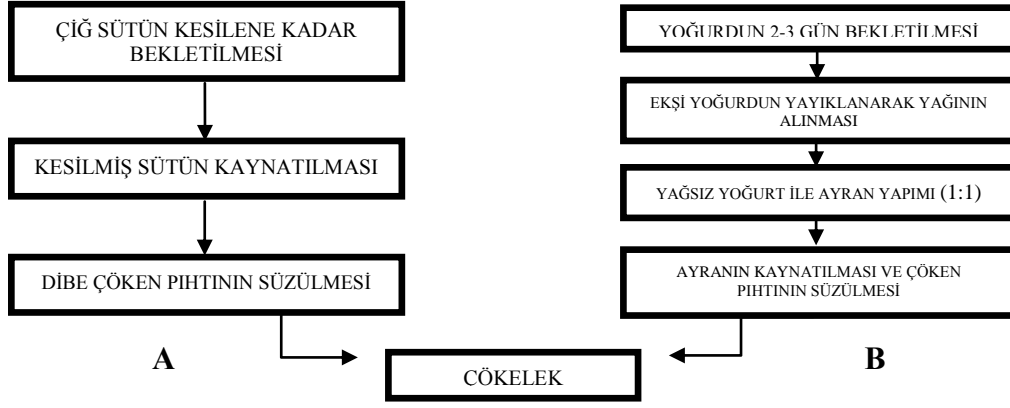 ÇİĞ SÜTÜN KESİLENE KADAR
BEKLETİLMESİ
KESİLMİŞ SÜTÜN KAYNATILMASI
DİBE ÇÖKEN PIHTININ SÜZÜLMESİ
A
YOĞURDUN 2-3 GÜN BEKLETİLMESİ
EKŞİ YOĞURDUN YAYIKLANARAK YAĞININ
ALINMASI
YAĞSIZ YOĞURT İLE AYRAN YAPIMI (1:1)
AYRANIN KAYNATILMASI VE ÇÖKEN
PIHTININ SÜZÜLMESİ
B
CÖKELEK